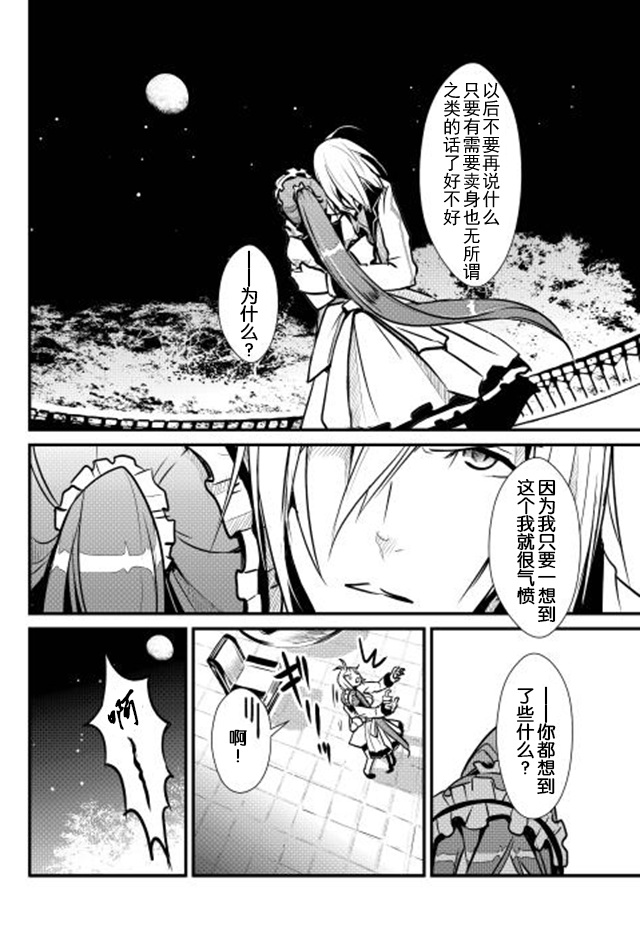 以后不要再说什么
只要有需要卖身也无所谓
之类的话了好不好
——为什么？
因为我只要一想到
这个我就很气愤
——你都想到
了些什么？
啊！
啊——